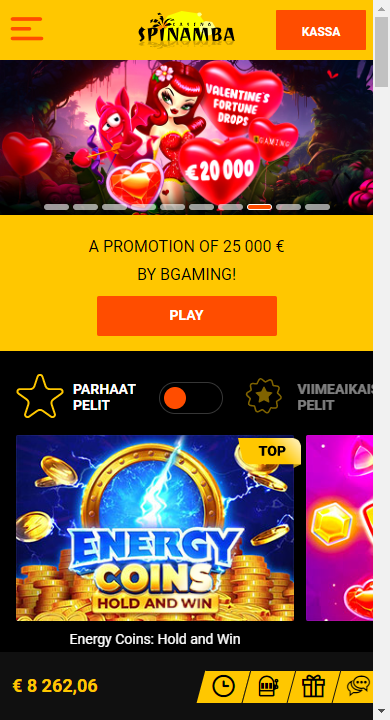 CASINO
SPINAMBA
KASSA
VALENTINE'S
FORTUNE
DROPS
BGAMING
€20 000
A PROMOTION OF 25 000 €
BY BGAMING!
PLAY
PARHAAT
PELIT
VIIMEAIKAIS
PELIT
TOP
ENERGY
COINS
HOLD AND WIN
Energy Coins: Hold and Win
€ 8 262,06